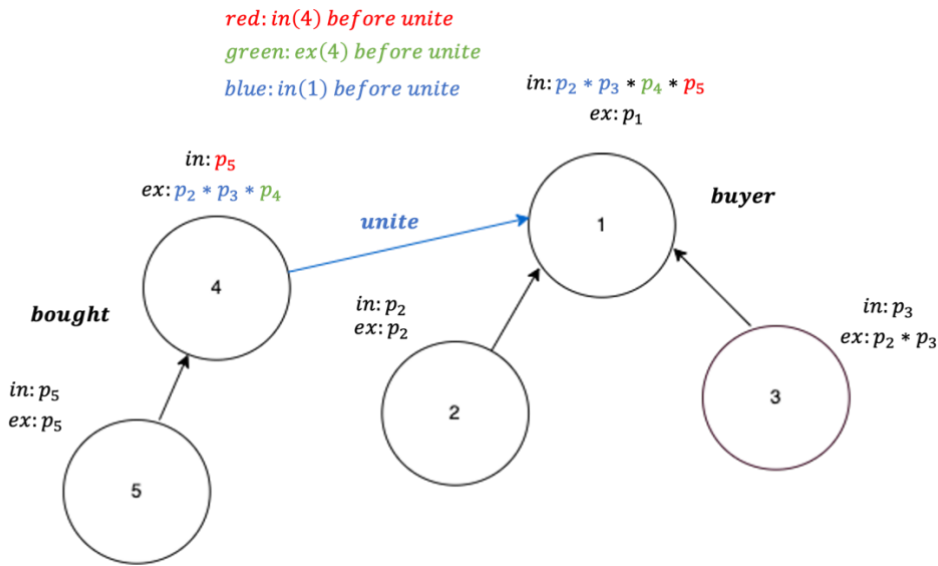 red: in(4) before unite
green: ex(4) before unite
blue: in(1) before unite
in: p₂ * p₃ * p₄ * p₅
ex: p₁
in: p₅
ex: p₂ * p₃ * p₄
unite
1
buyer
4
bought
in: p₂
ex: p₂
in: p₃
ex: p₂ * p₃
in: p₅
ex: p₅
2
3
5